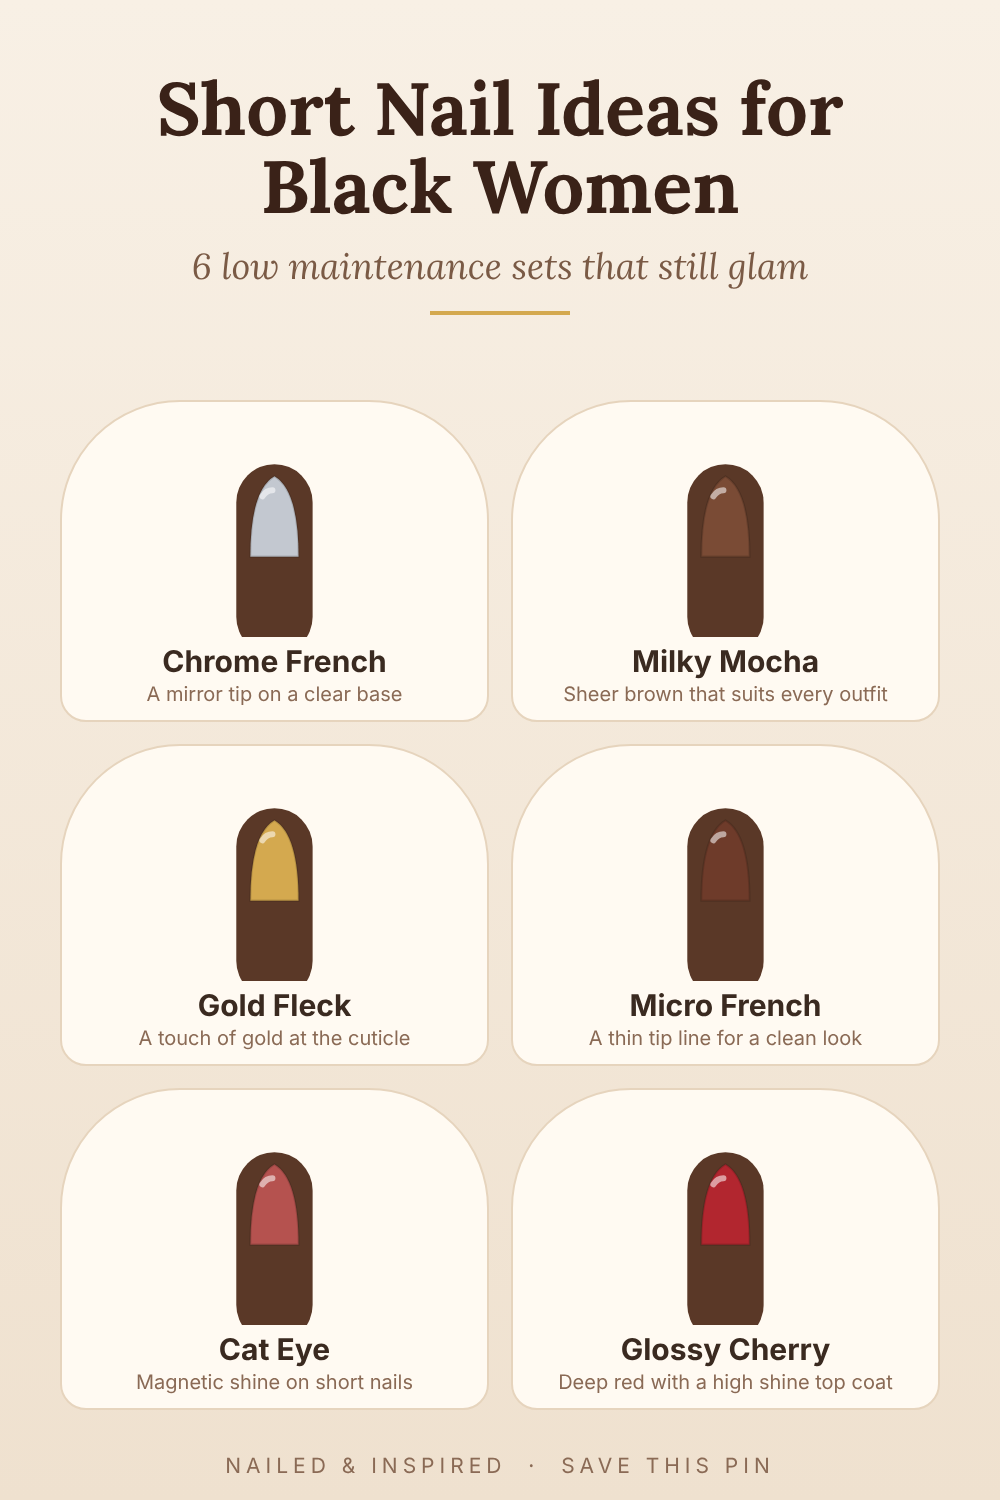 Short Nail Ideas for
Black Women
6 low maintenance sets that still glam
Chrome French
A mirror tip on a clear base
Milky Mocha
Sheer brown that suits every outfit
Gold Fleck
A touch of gold at the cuticle
Micro French
A thin tip line for a clean look
Cat Eye
Magnetic shine on short nails
Glossy Cherry
Deep red with a high shine top coat
NAILED & INSPIRED · SAVE THIS PIN